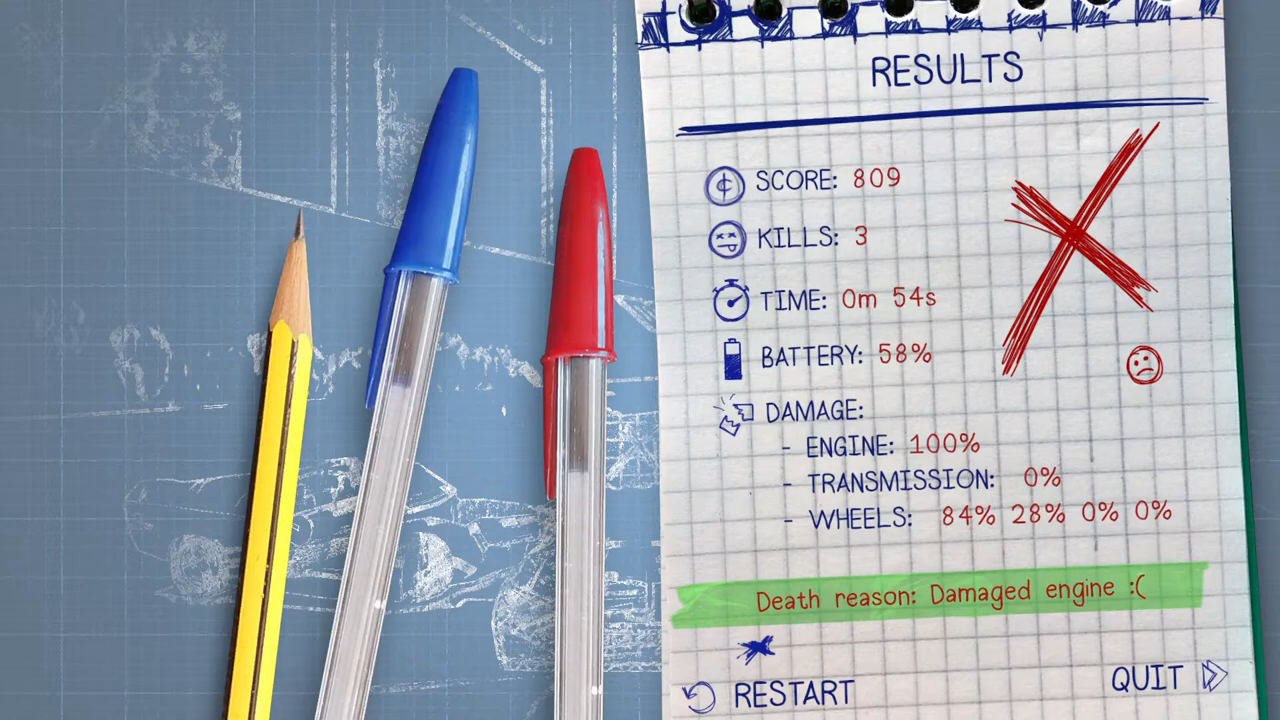 RESULTS
SCORE: 809
KILLS: 3
TIME: 0m 54s
BATTERY: 58%
DAMAGE:
- ENGINE: 100%
- TRANSMISSION: 0%
- WHEELS: 84% 28% 0% 0%
Death reason: Damaged engine :(
RESTART
QUIT